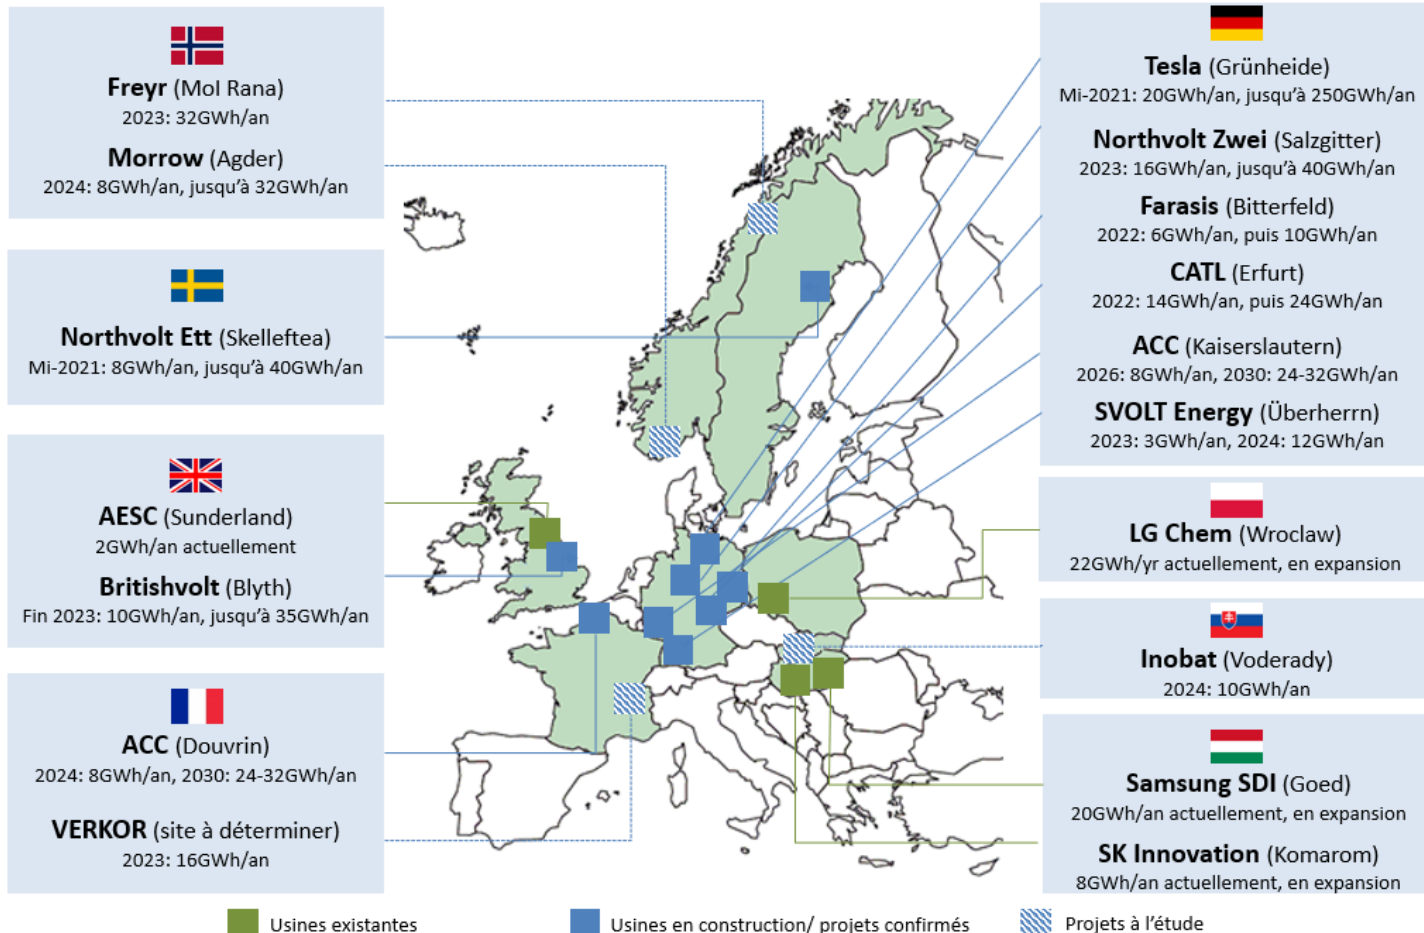 Freyr (MoI Rana)
2023: 32GWh/an
Morrow (Agder)
2024: 8GWh/an, jusqu'à 32GWh/an
Northvolt Ett (Skelleftea)
Mi-2021: 8GWh/an, jusqu'à 40GWh/an
AESC (Sunderland)
2GWh/an actuellement
Britishvolt (Blyth)
Fin 2023: 10GWh/an, jusqu'à 35GWh/an
ACC (Douvrin)
2024: 8GWh/an, 2030: 24-32GWh/an
VERKOR (site à déterminer)
2023: 16GWh/an
Tesla (Grünheide)
Mi-2021: 20GWh/an, jusqu'à 250GWh/an
Northvolt Zwei (Salzgitter)
2023: 16GWh/an, jusqu'à 40GWh/an
Farasis (Bitterfeld)
2022: 6GWh/an, puis 10GWh/an
CATL (Erfurt)
2022: 14GWh/an, puis 24GWh/an
ACC (Kaiserslautern)
2026: 8GWh/an, 2030: 24-32GWh/an
SVOLT Energy (Überherrn)
2023: 3GWh/an, 2024: 12GWh/an
LG Chem (Wroclaw)
22GWh/yr actuellement, en expansion
Inobat (Voderady)
2024: 10GWh/an
Samsung SDI (Goed)
20GWh/an actuellement, en expansion
SK Innovation (Komarom)
8GWh/an actuellement, en expansion
Usines existantes
Usines en construction/ projets confirmés
Projets à l'étude